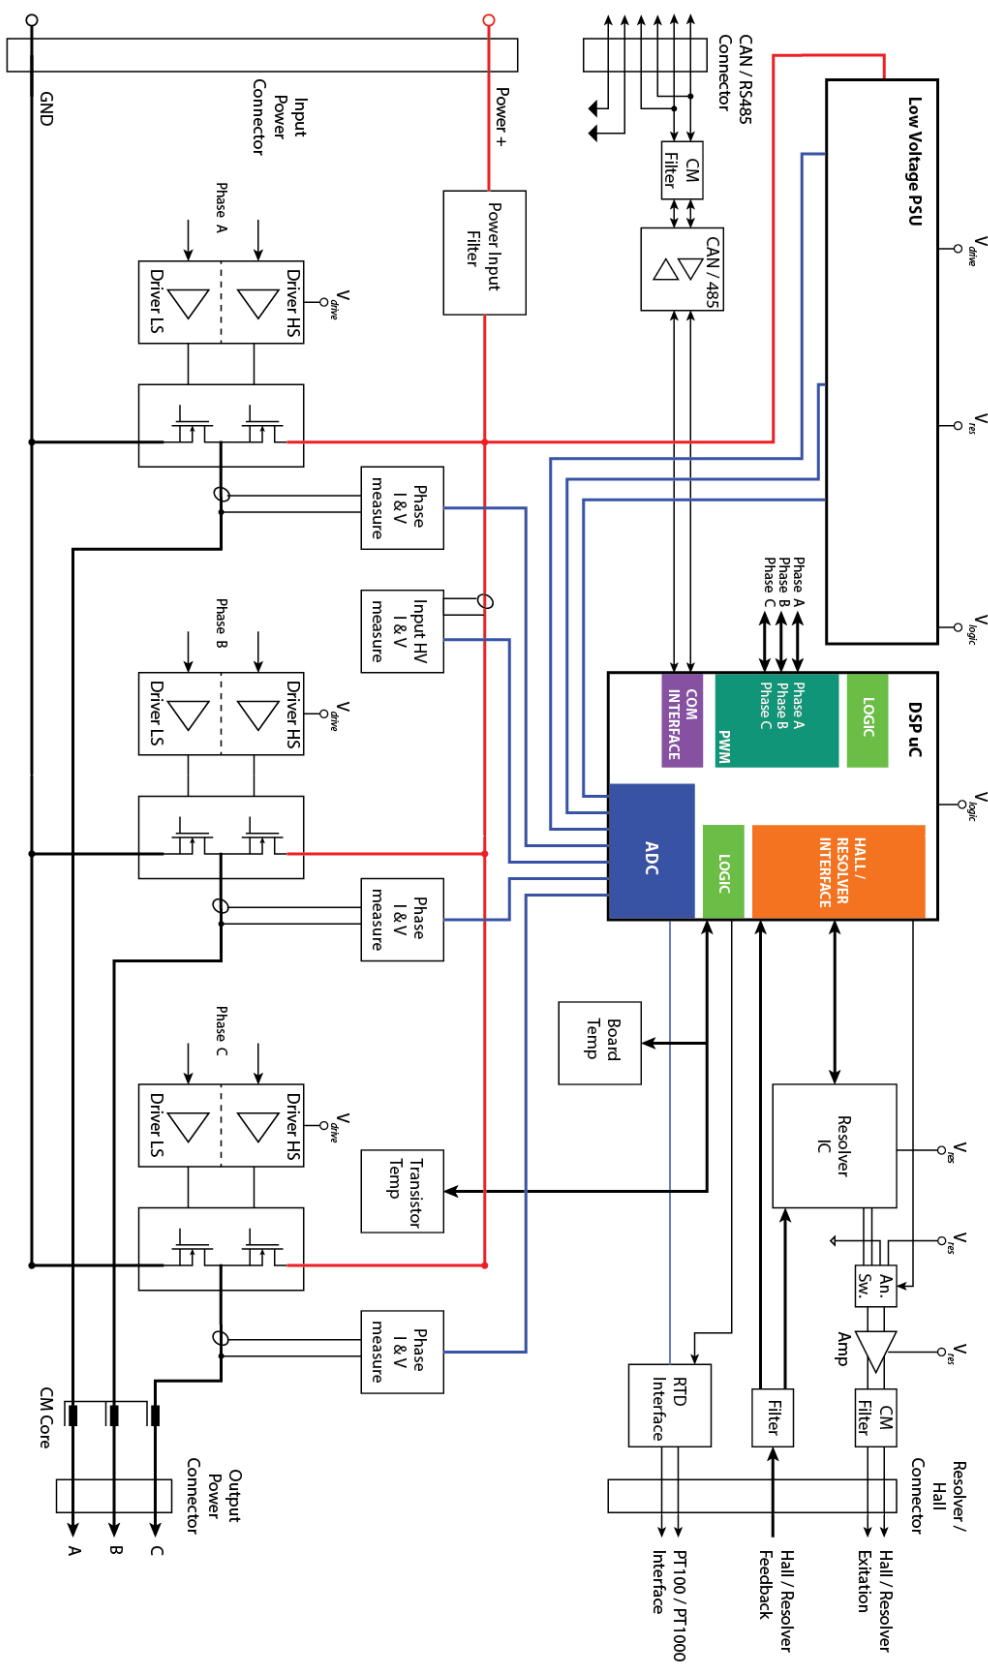 Low Voltage PSU
V drive
V res
V logic
CAN / RS485
Connector
CM
Filter
CAN / 485
Phase A
Phase B
Phase C
DSP uC
V logic
LOGIC
Phase A
Phase B
Phase C
PWM
COM
INTERFACE
HALL /
RESOLVER
INTERFACE
LOGIC
ADC
Resolver
IC
V res
V res
V res
An.
Sw.
Amp
CM
Filter
Filter
RTD
Interface
Board
Temp
Transistor
Temp
Resolver /
Hall
Connector
Hall / Resolver
Exitation
Hall / Resolver
Feedback
PT100 / PT1000
Interface
Power +
GND
Input
Power
Connector
Power Input
Filter
Phase A
V drive
Driver HS
Driver LS
Phase
I & V
measure
Input HV
I & V
measure
Phase B
V drive
Driver HS
Driver LS
Phase
I & V
measure
Phase C
V drive
Driver HS
Driver LS
Phase
I & V
measure
CM Core
Output
Power
Connector
C
B
A